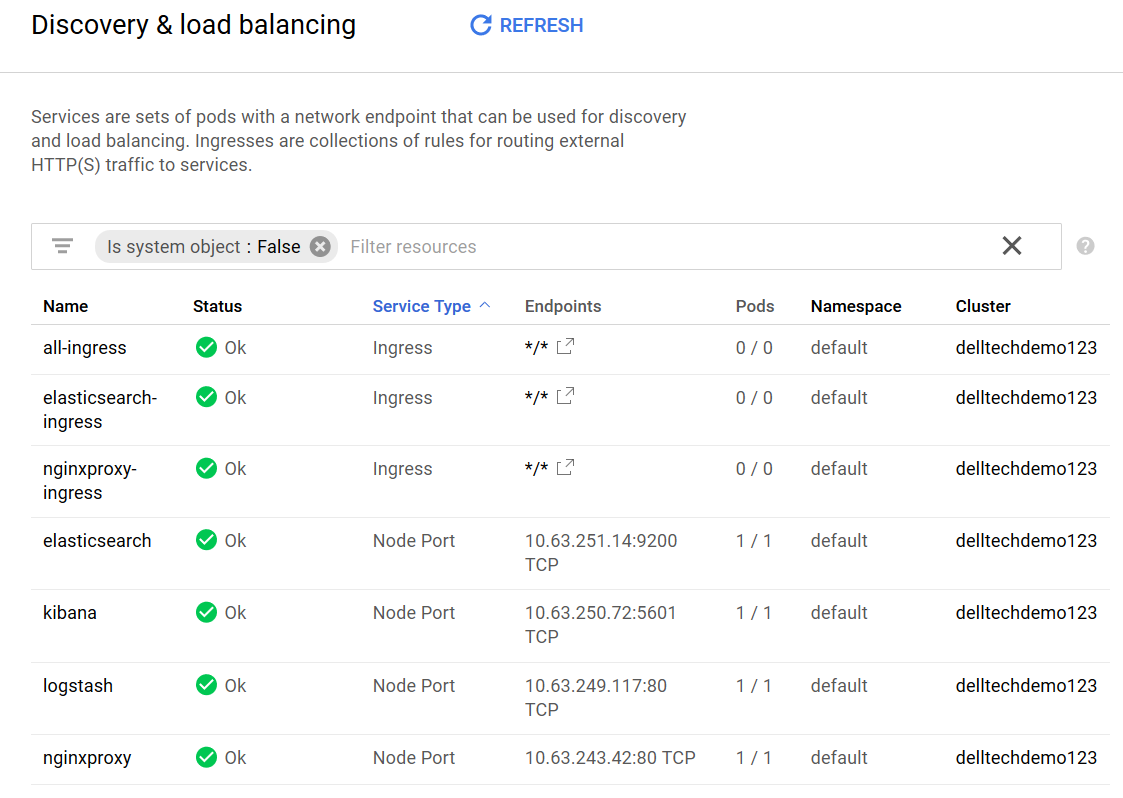 Discovery & load balancing
REFRESH
Services are sets of pods with a network endpoint that can be used for discovery
and load balancing. Ingresses are collections of rules for routing external
HTTP(S) traffic to services.
Is system object : False Filter resources
Name Status Service Type Endpoints Pods Namespace Cluster
all-ingress Ok Ingress */* 0 / 0 default delltechdemo123
elasticsearch- Ok Ingress */* 0 / 0 default delltechdemo123
ingress
nginxproxy- Ok Ingress */* 0 / 0 default delltechdemo123
ingress
elasticsearch Ok Node Port 10.63.251.14:9200 1 / 1 default delltechdemo123
TCP
kibana Ok Node Port 10.63.250.72:5601 1 / 1 default delltechdemo123
TCP
logstash Ok Node Port 10.63.249.117:80 1 / 1 default delltechdemo123
TCP
nginxproxy Ok Node Port 10.63.243.42:80 TCP 1 / 1 default delltechdemo123